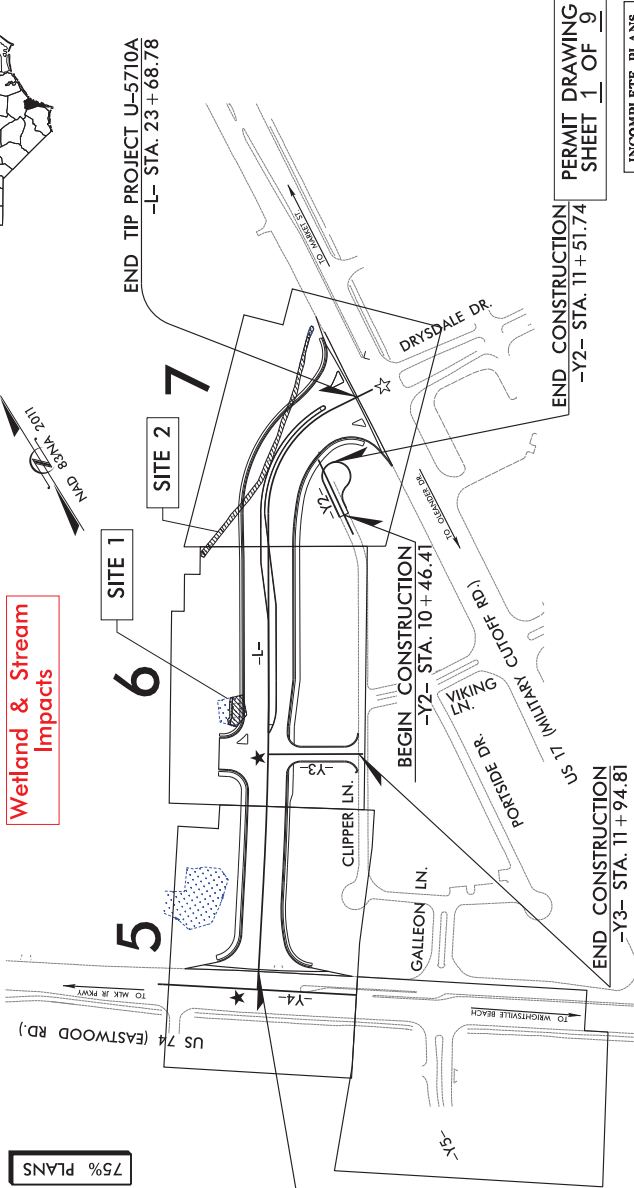 END TIP PROJECT U-5710A
-L- STA. 23+68.78
PERMIT DRAWING
SHEET 1 OF 9
INCOMPLETE PLANS
NAD 83/NA 2011
TO MARKET ST
7
SITE 2
DRYSDALE DR.
END CONSTRUCTION
-Y2- STA. 11+51.74
SITE 1
-Y2-
TO OLEANDER DR.
Wetland & Stream
Impacts
6
-L-
BEGIN CONSTRUCTION
-Y2- STA. 10+46.41
US 17 (MILITARY CUTOFF RD.)
VIKING
LN.
-Y3-
CLIPPER LN.
PORTSIDE DR.
5
GALLEON LN.
END CONSTRUCTION
-Y3- STA. 11+94.81
TO MLK JR PKWY
-Y4-
TO WRIGHTSVILLE BEACH
US 74 (EASTWOOD RD.)
-Y5-
75% PLANS